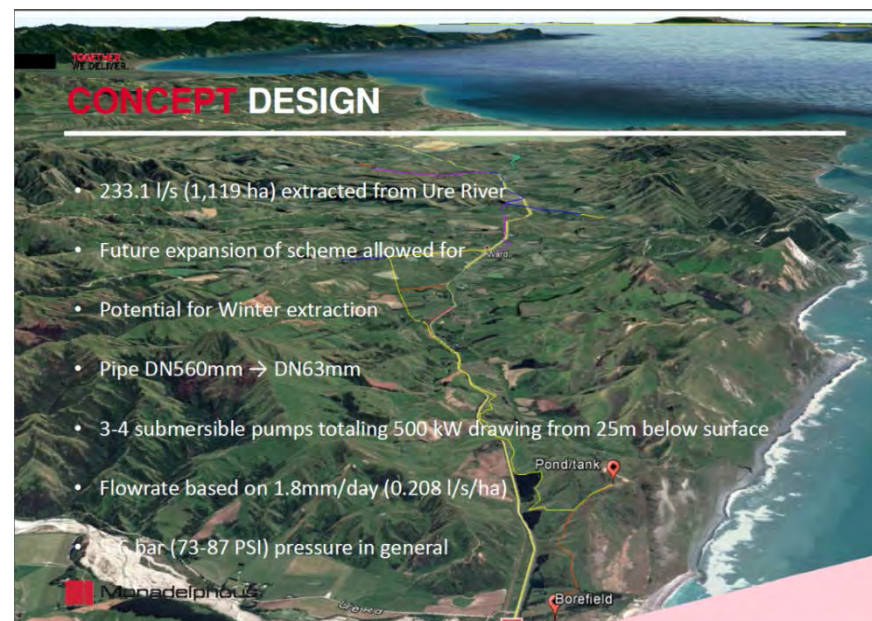 TOGETHER
WE DELIVER
CONCEPT DESIGN
• 233.1 l/s (1,119 ha) extracted from Ure River
• Future expansion of scheme allowed for
Ward
• Potential for Winter extraction
• Pipe DN560mm → DN63mm
• 3-4 submersible pumps totaling 500 kW drawing from 25m below surface
Pond/tank
• Flowrate based on 1.8mm/day (0.208 l/s/ha)
bar (73-87 PSI) pressure in general
Monadelphous
Borefield